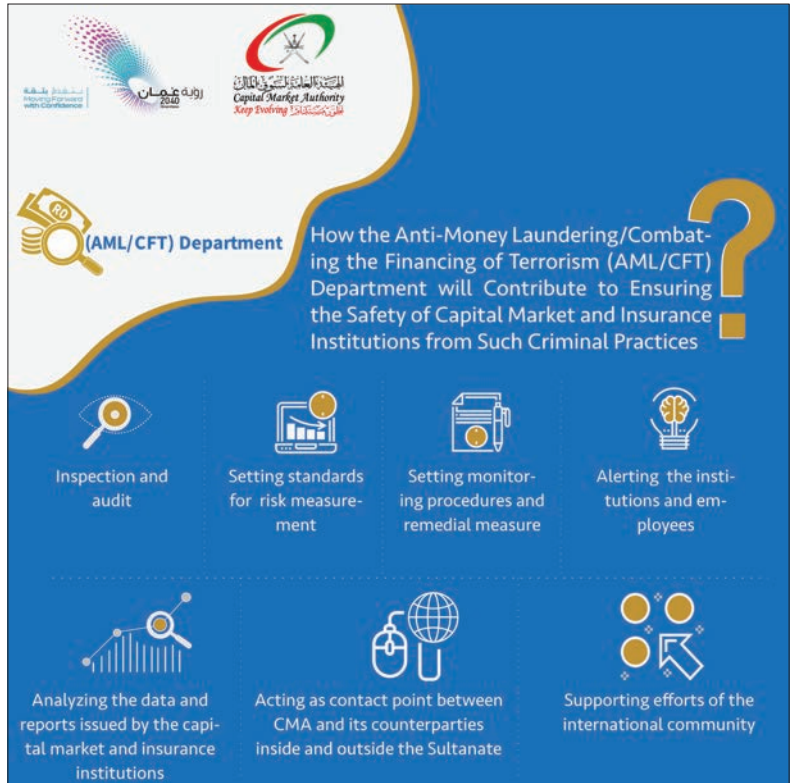 نتقدم بثقة
Moving Forward
with Confidence
رؤية عُمان
2040
الهيئة العامة لسوق المال
Capital Market Authority
Keep Evolving
RO
(AML/CFT) Department
How the Anti-Money Laundering/Combat-
ing the Financing of Terrorism (AML/CFT)
Department will Contribute to Ensuring
the Safety of Capital Market and Insurance
Institutions from Such Criminal Practices
?
Inspection and
audit
Setting standards
for risk measure-
ment
Setting monitor-
ing procedures and
remedial measure
Alerting the insti-
tutions and em-
ployees
Analyzing the data and
reports issued by the capi-
tal market and insurance
institutions
Acting as contact point between
CMA and its counterparties
inside and outside the Sultanate
Supporting efforts of the
international community